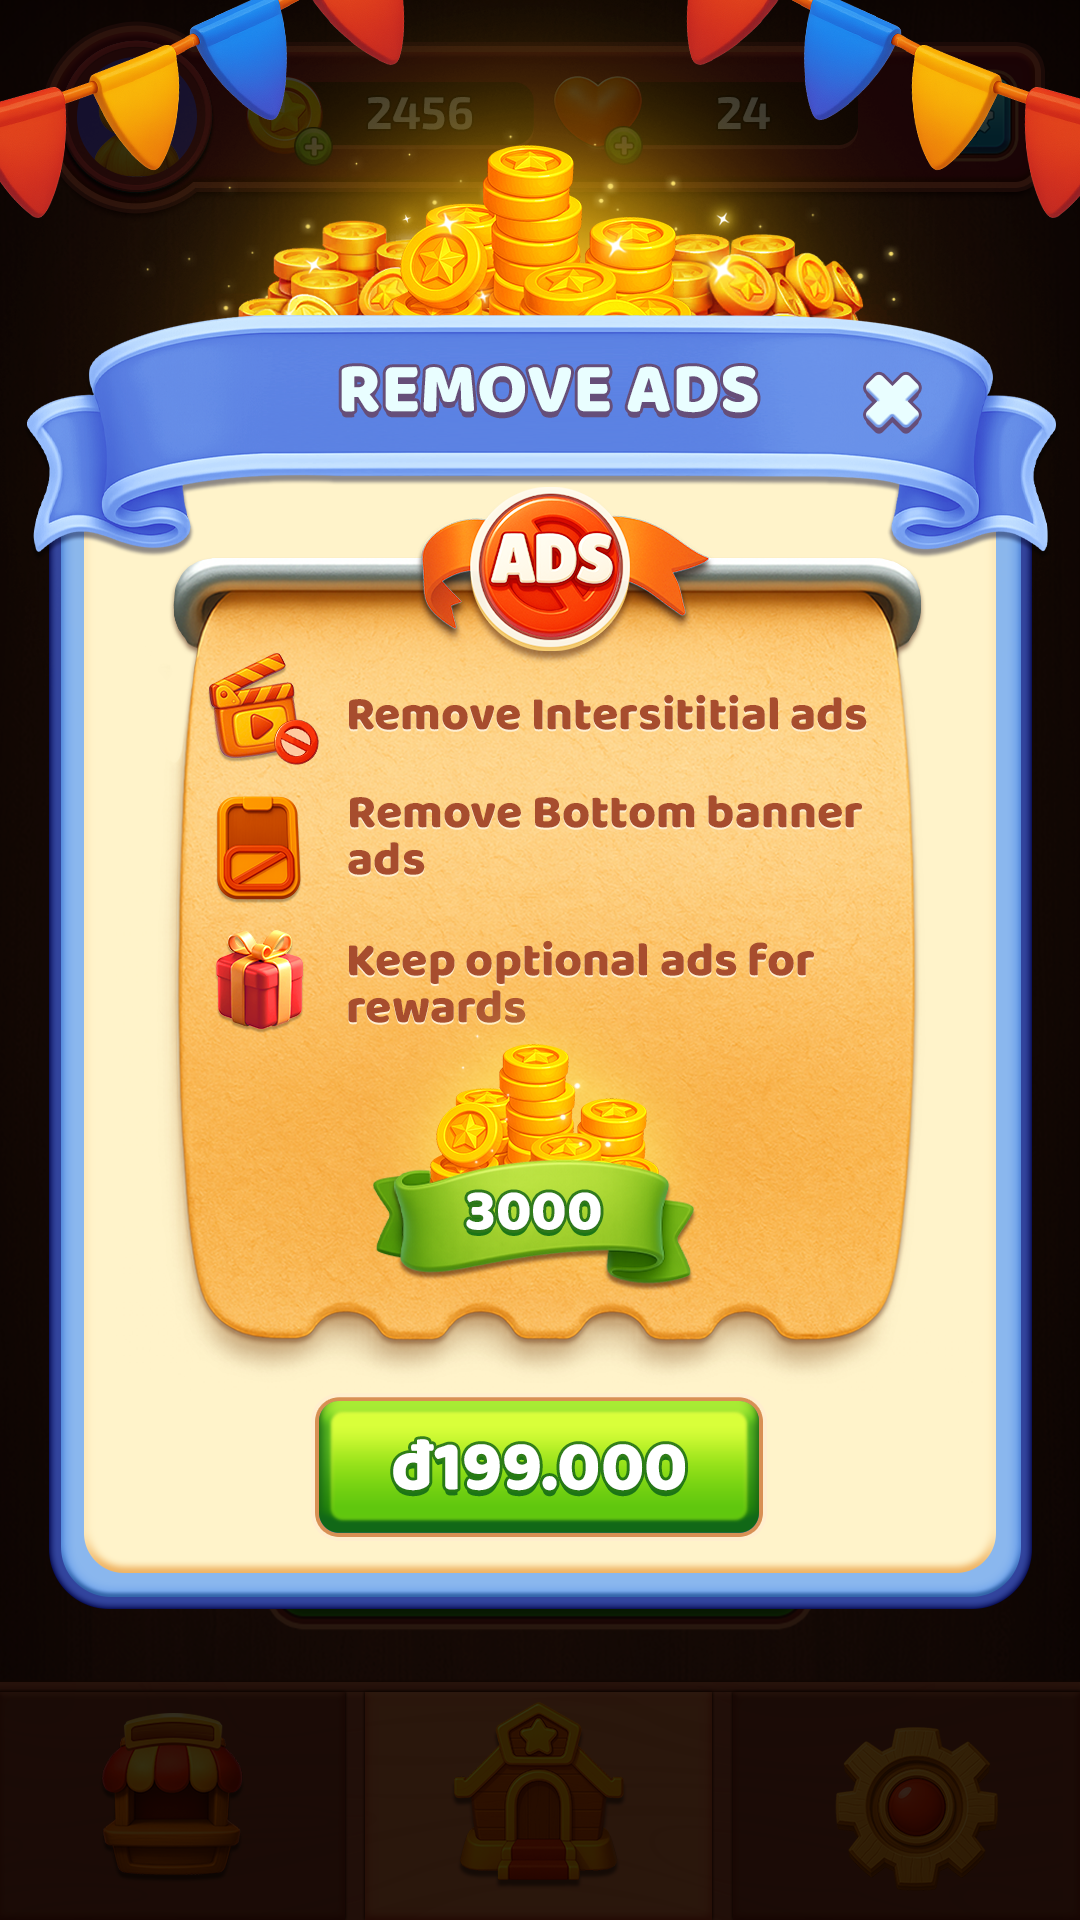 2456
24
REMOVE ADS
ADS
Remove Intersititial ads
Remove Bottom banner
ads
Keep optional ads for
rewards
3000
đ199.000